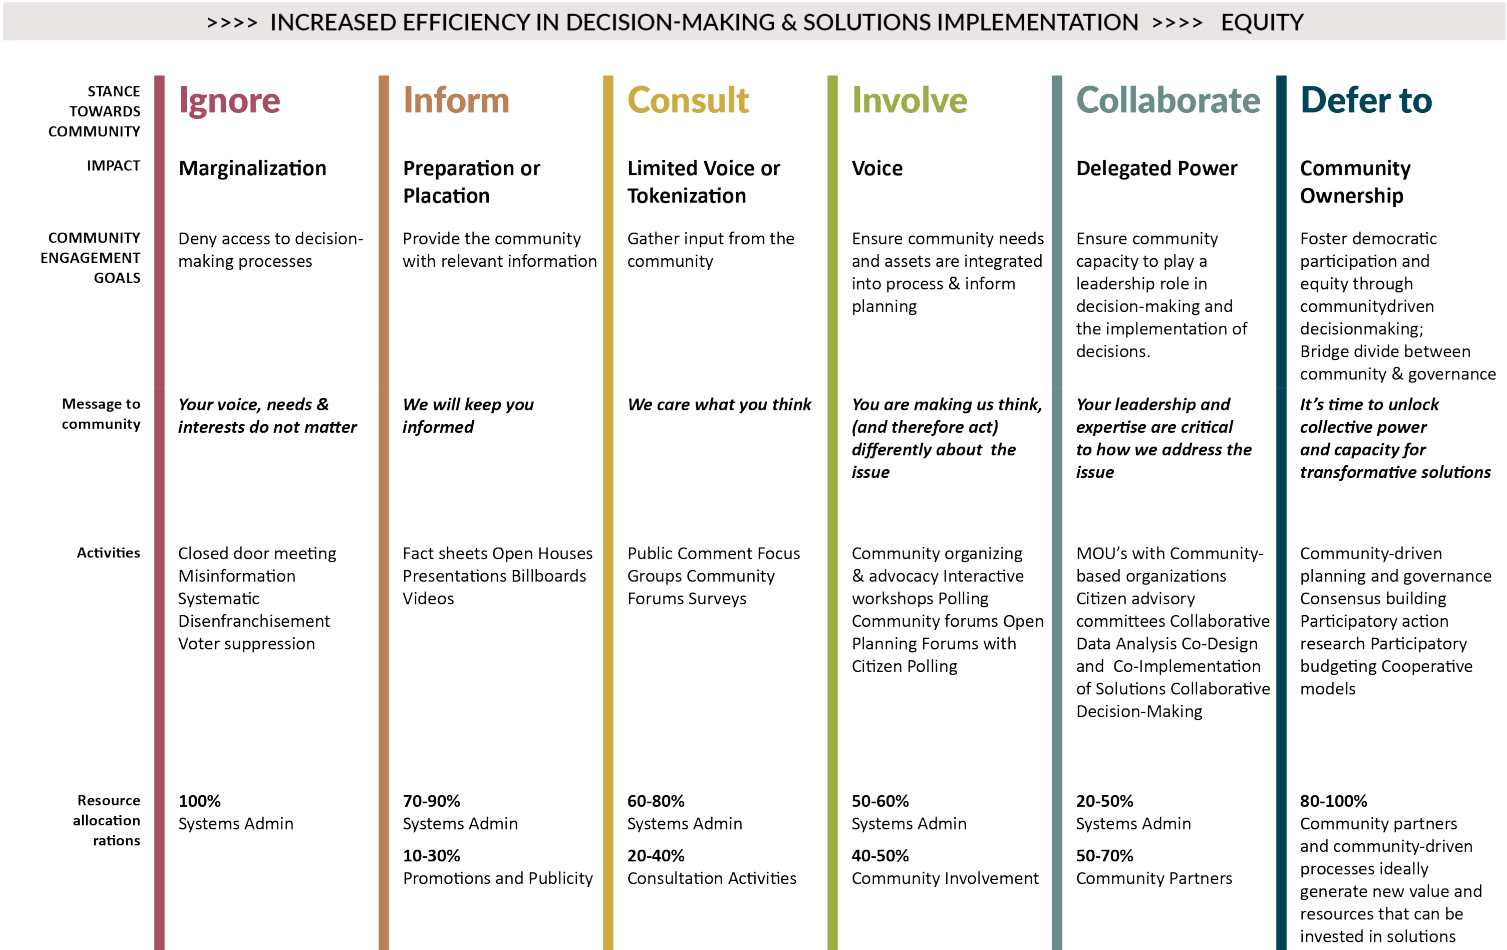 >>>> INCREASED EFFICIENCY IN DECISION-MAKING & SOLUTIONS IMPLEMENTATION >>>> EQUITY
STANCE
TOWARDS
COMMUNITY
Ignore
Inform
Consult
Involve
Collaborate
Defer to
IMPACT
Marginalization
Preparation or
Placation
Limited Voice or
Tokenization
Voice
Delegated Power
Community
Ownership
COMMUNITY
ENGAGEMENT
GOALS
Deny access to decision-
making processes
Provide the community
with relevant information
Gather input from the
community
Ensure community needs
and assets are integrated
into process & inform
planning
Ensure community
capacity to play a
leadership role in
decision-making and
the implementation of
decisions.
Foster democratic
participation and
equity through
communitydriven
decisionmaking;
Bridge divide between
community & governance
Message to
community
Your voice, needs &
interests do not matter
We will keep you
informed
We care what you think
You are making us think,
(and therefore act)
differently about the
issue
Your leadership and
expertise are critical
to how we address the
issue
It's time to unlock
collective power
and capacity for
transformative solutions
Activities
Closed door meeting
Misinformation
Systematic
Disenfranchisement
Voter suppression
Fact sheets Open Houses
Presentations Billboards
Videos
Public Comment Focus
Groups Community
Forums Surveys
Community organizing
& advocacy Interactive
workshops Polling
Community forums Open
Planning Forums with
Citizen Polling
MOU's with Community-
based organizations
Citizen advisory
committees Collaborative
Data Analysis Co-Design
and Co-Implementation
of Solutions Collaborative
Decision-Making
Community-driven
planning and governance
Consensus building
Participatory action
research Participatory
budgeting Cooperative
models
Resource
allocation
rations
100%
Systems Admin
70-90%
Systems Admin
10-30%
Promotions and Publicity
60-80%
Systems Admin
20-40%
Consultation Activities
50-60%
Systems Admin
40-50%
Community Involvement
20-50%
Systems Admin
50-70%
Community Partners
80-100%
Community partners
and community-driven
processes ideally
generate new value and
resources that can be
invested in solutions